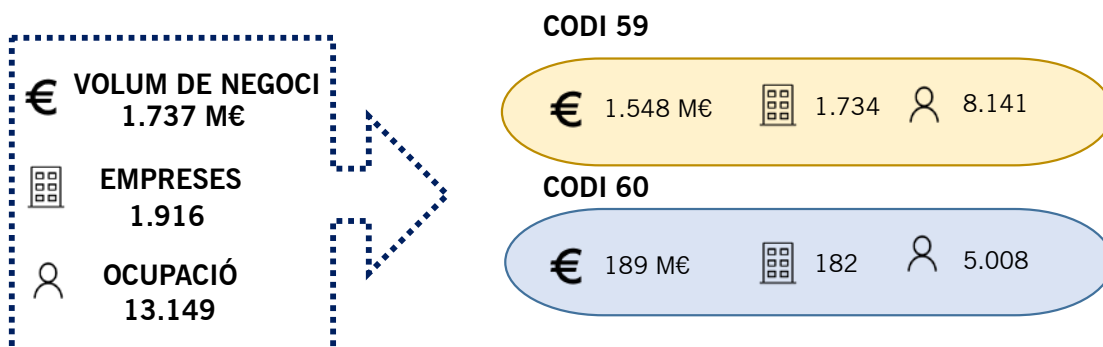 VOLUM DE NEGOCI
1.737 M€
EMPRESES
1.916
OCUPACIÓ
13.149
CODI 59
€ 1.548 M€ 1.734 8.141
CODI 60
€ 189 M€ 182 5.008